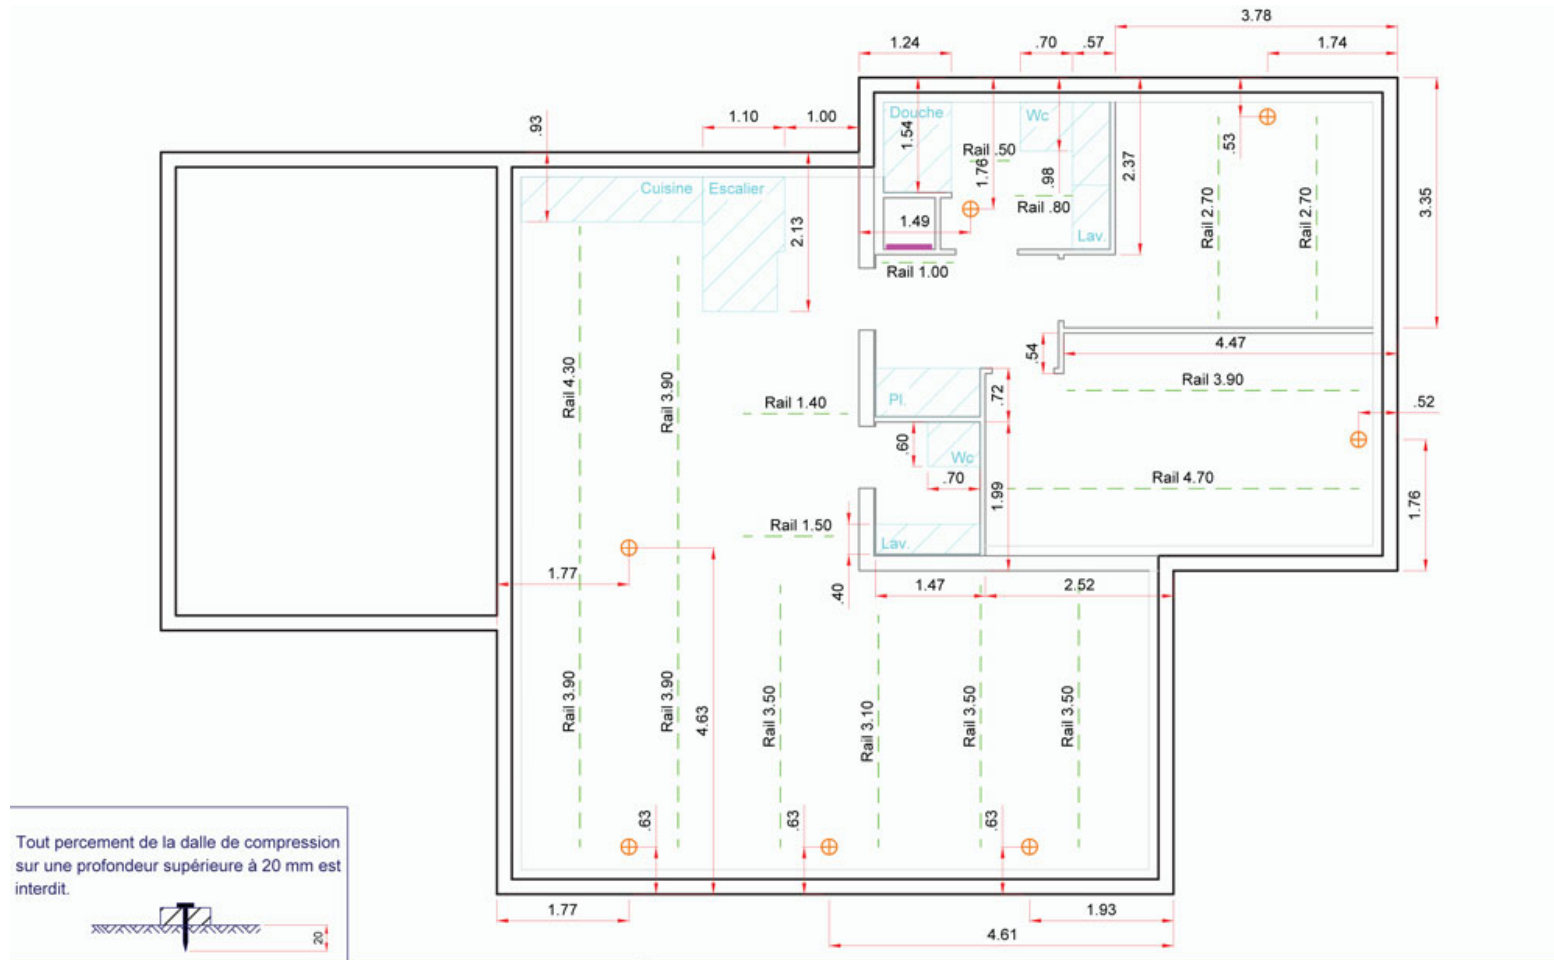 3.78
1.24
.70
.57
1.74
.93
1.10
1.00
Douche
Wc
1.54
Rail .50
1.76
.98
2.37
.53
Cuisine
Escalier
Rail .80
2.13
1.49
Lav.
Rail 2.70
Rail 2.70
3.35
Rail 1.00
.54
4.47
Rail 4.30
Rail 3.90
Rail 1.40
Pl.
.72
Rail 3.90
.52
.60
Wc
.70
1.99
Rail 4.70
1.76
Rail 1.50
Lav.
1.77
.40
1.47
2.52
Rail 3.90
Rail 3.90
4.63
Rail 3.50
Rail 3.10
Rail 3.50
Rail 3.50
.63
.63
.63
Tout percement de la dalle de compression
sur une profondeur supérieure à 20 mm est
interdit.
20
1.77
1.93
4.61